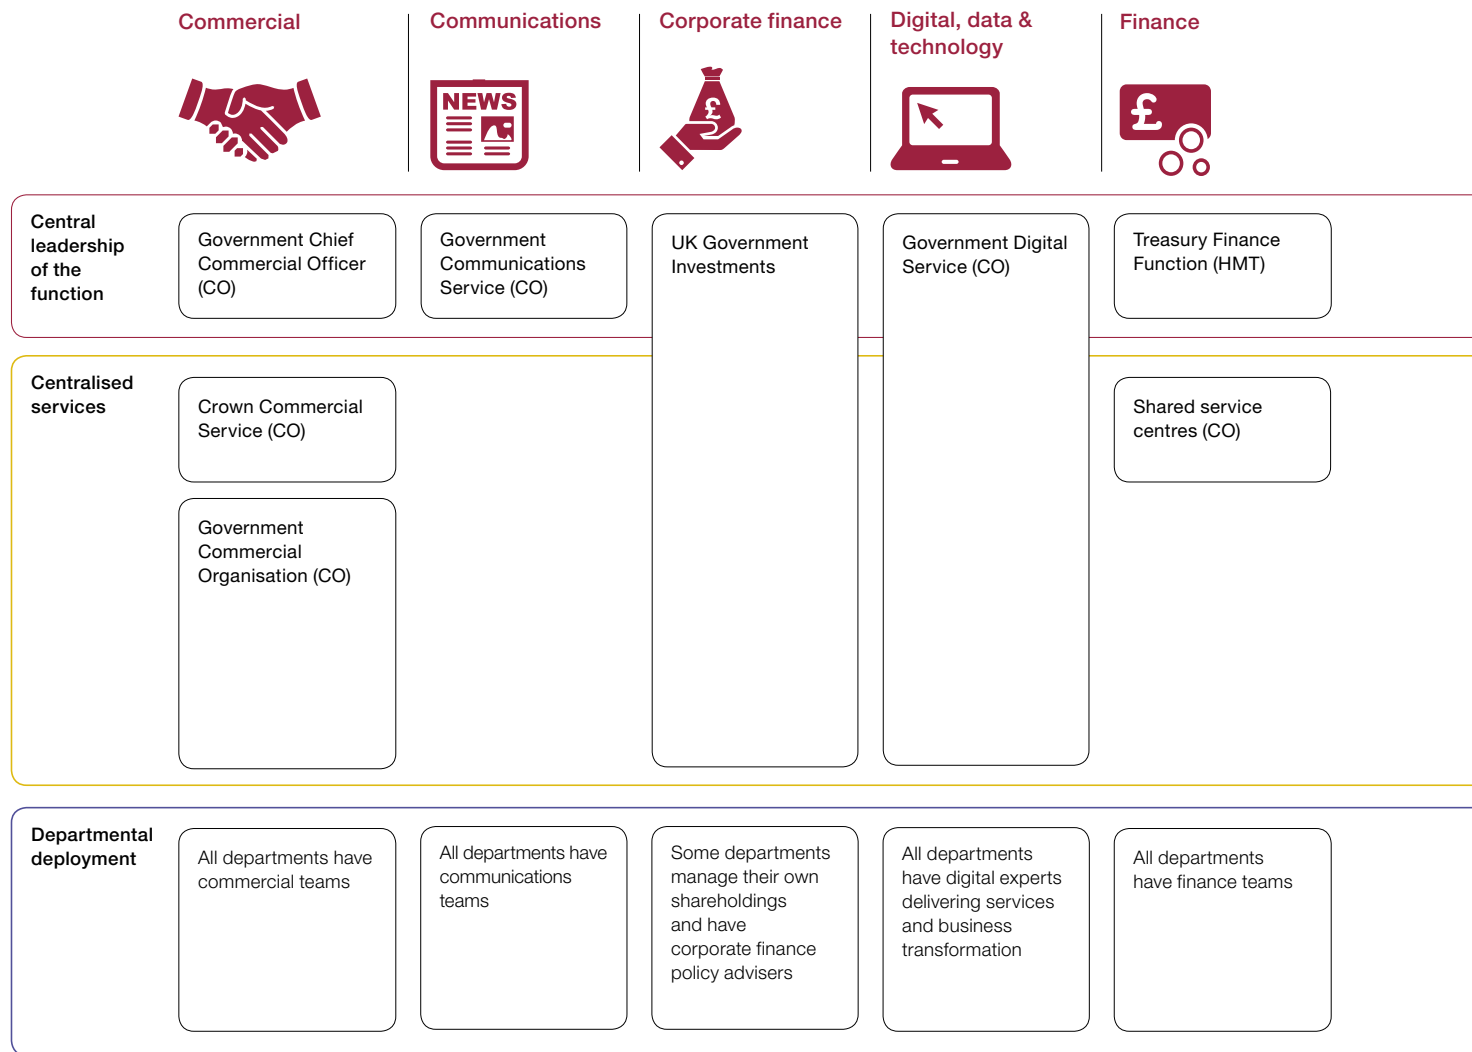 Commercial
Communications
Corporate finance
Digital, data &
technology
Finance
NEWS
£
£
Central
leadership
of the
function
Government Chief
Commercial Officer
(CO)
Government
Communications
Service (CO)
UK Government
Investments
Government Digital
Service (CO)
Treasury Finance
Function (HMT)
Centralised
services
Crown Commercial
Service (CO)
Government
Commercial
Organisation (CO)
Shared service
centres (CO)
Departmental
deployment
All departments have
commercial teams
All departments have
communications
teams
Some departments
manage their own
shareholdings
and have
corporate finance
policy advisers
All departments
have digital experts
delivering services
and business
transformation
All departments
have finance teams